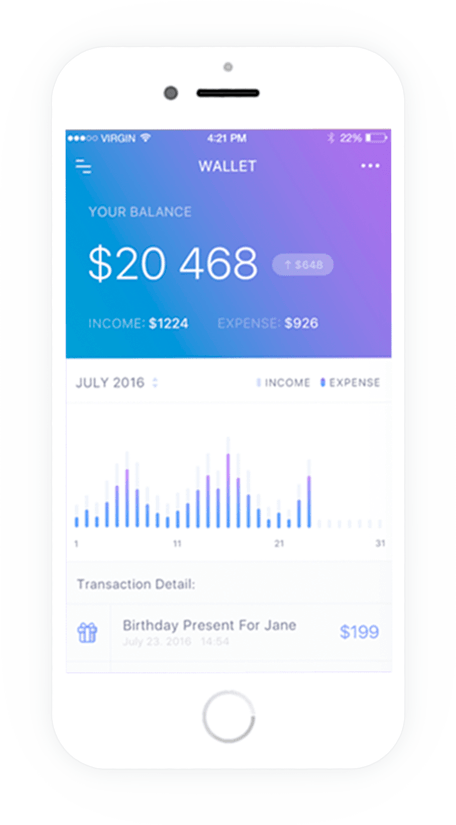 VIRGIN 4:21 PM 22%
WALLET
YOUR BALANCE
$20 468 ↑ $648
INCOME: $1224 EXPENSE: $926
JULY 2016 INCOME EXPENSE
1 11 21 31
Transaction Detail:
Birthday Present For Jane
July 23. 2016 14:54
$199